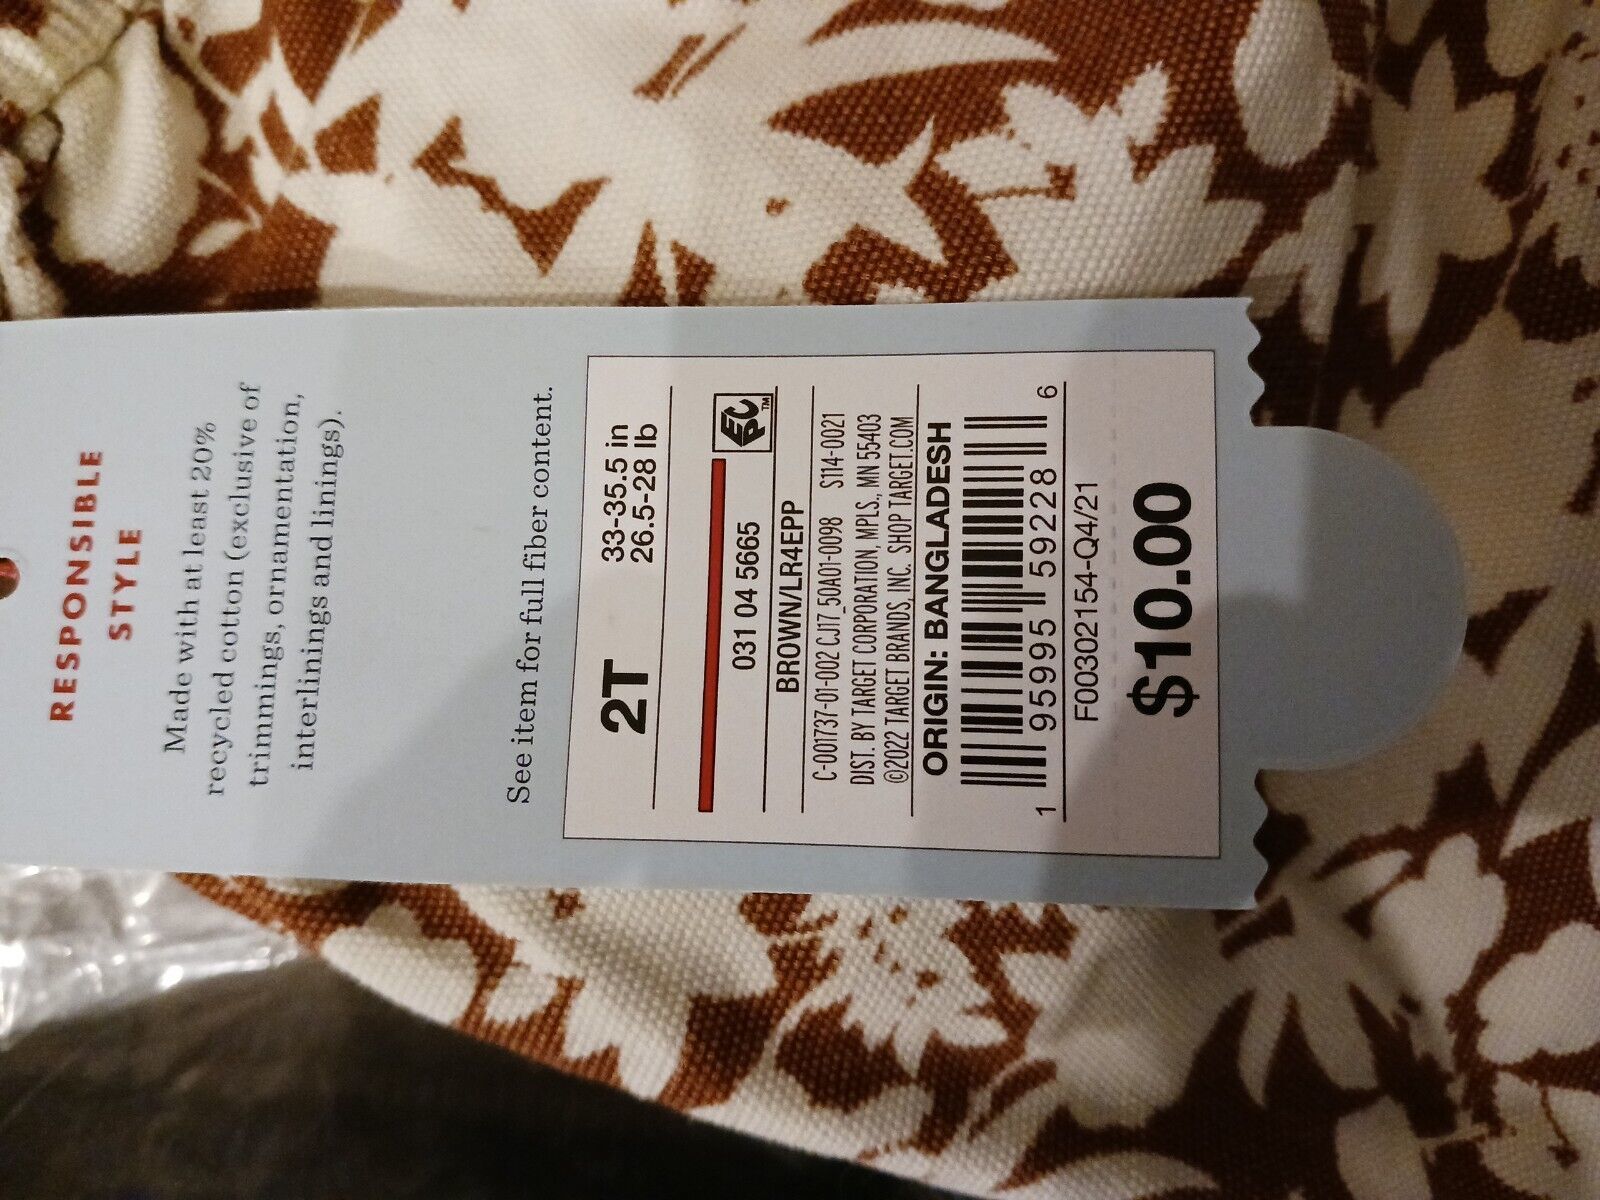 RESPONSIBLE
STYLE
Made with at least 20%
recycled cotton (exclusive of
trimmings, ornamentation,
interlinings and linings).
See item for full fiber content.
2T 33-35.5 in
26.5-28 lb
EPC™
031 04 5665
BROWN/LR4EPP
C-001737-01-002 CJ17_50A01-0098 S114-0021
DIST. BY TARGET CORPORATION, MPLS., MN 55403
©2022 TARGET BRANDS, INC. SHOP TARGET.COM
ORIGIN: BANGLADESH
1 95995 59228 6
F00302154-Q4/21
$10.00